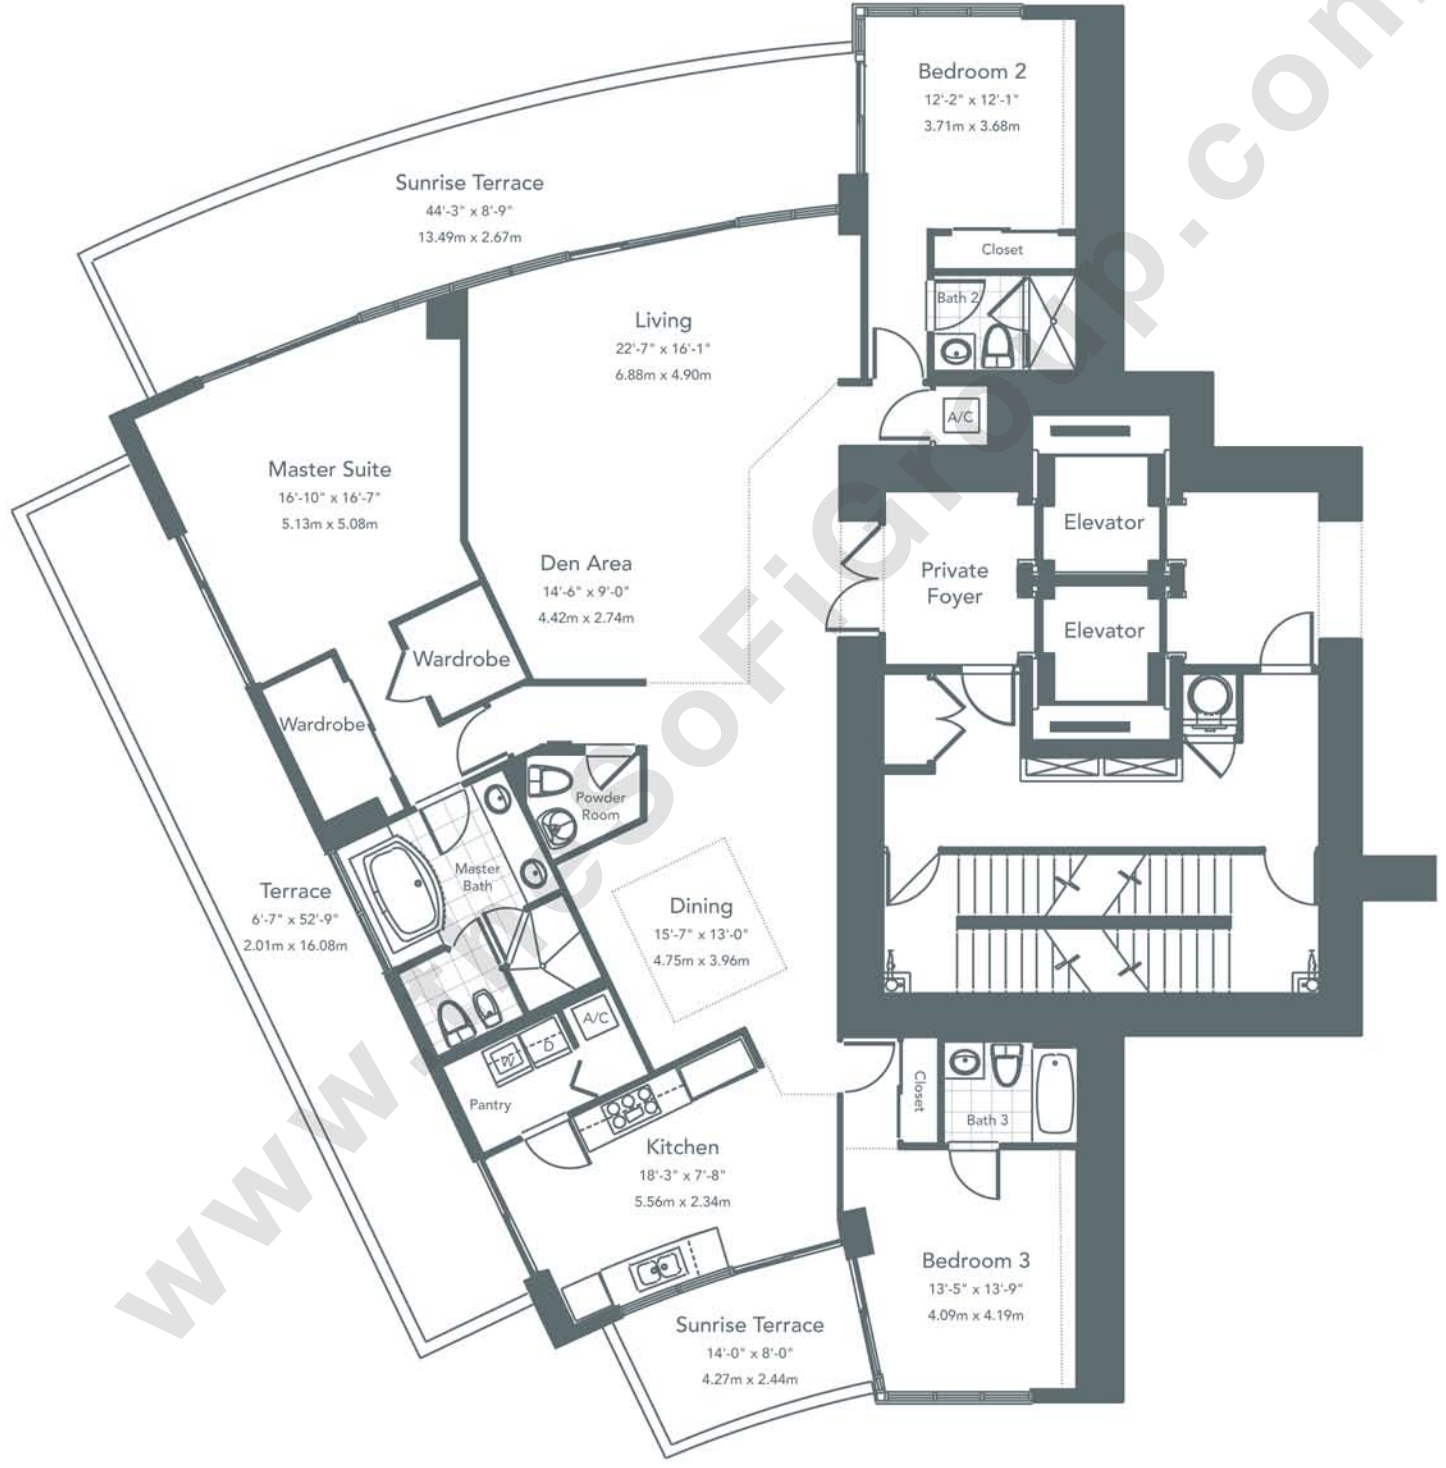 Bedroom 2
12'-2" x 12'-1"
3.71m x 3.68m
Sunrise Terrace
44'-3" x 8'-9"
13.49m x 2.67m
Closet
Bath 2
Living
22'-7" x 16'-1"
6.88m x 4.90m
A/C
Master Suite
16'-10" x 16'-7"
5.13m x 5.08m
Elevator
Den Area
14'-6" x 9'-0"
4.42m x 2.74m
Private
Foyer
Elevator
Wardrobe
Wardrobe
Powder
Room
Master
Bath
Terrace
6'-7" x 52'-9"
2.01m x 16.08m
Dining
15'-7" x 13'-0"
4.75m x 3.96m
A/C
W
D
Pantry
Closet
Bath 3
Kitchen
18'-3" x 7'-8"
5.56m x 2.34m
Bedroom 3
13'-5" x 13'-9"
4.09m x 4.19m
Sunrise Terrace
14'-0" x 8'-0"
4.27m x 2.44m
www.TheSoFiGroup.com